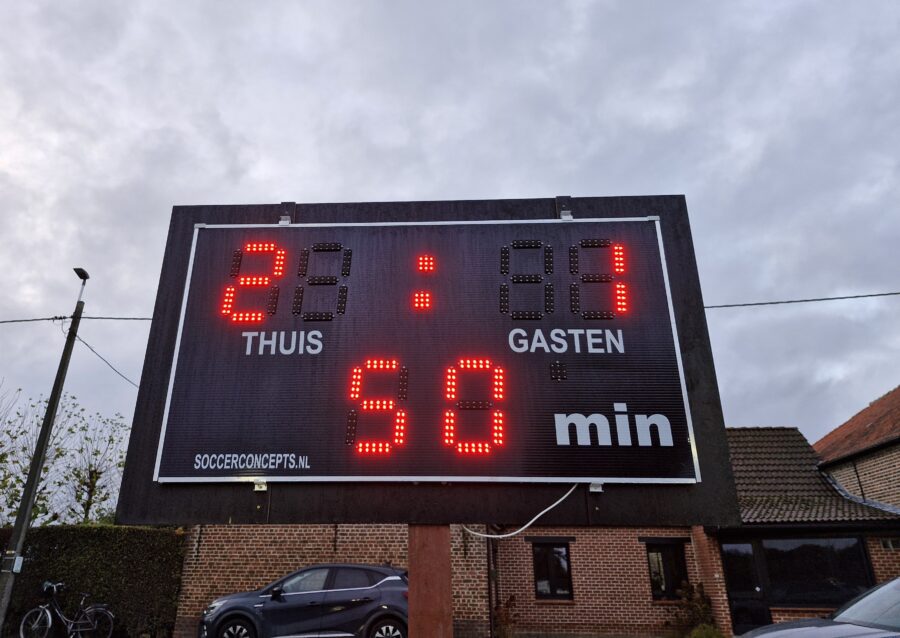 2 : 1
THUIS GASTEN
50 min
SOCCERCONCEPTS.NL